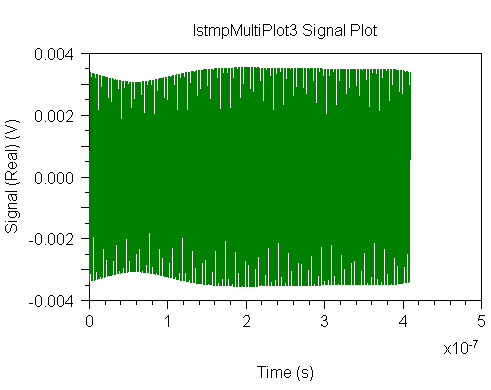 lstmpMultiPlot3 Signal Plot
0.004
0.002
0.000
-0.002
-0.004
Signal (Real) (V)
0 1 2 3 4 5
x10-7
Time (s)